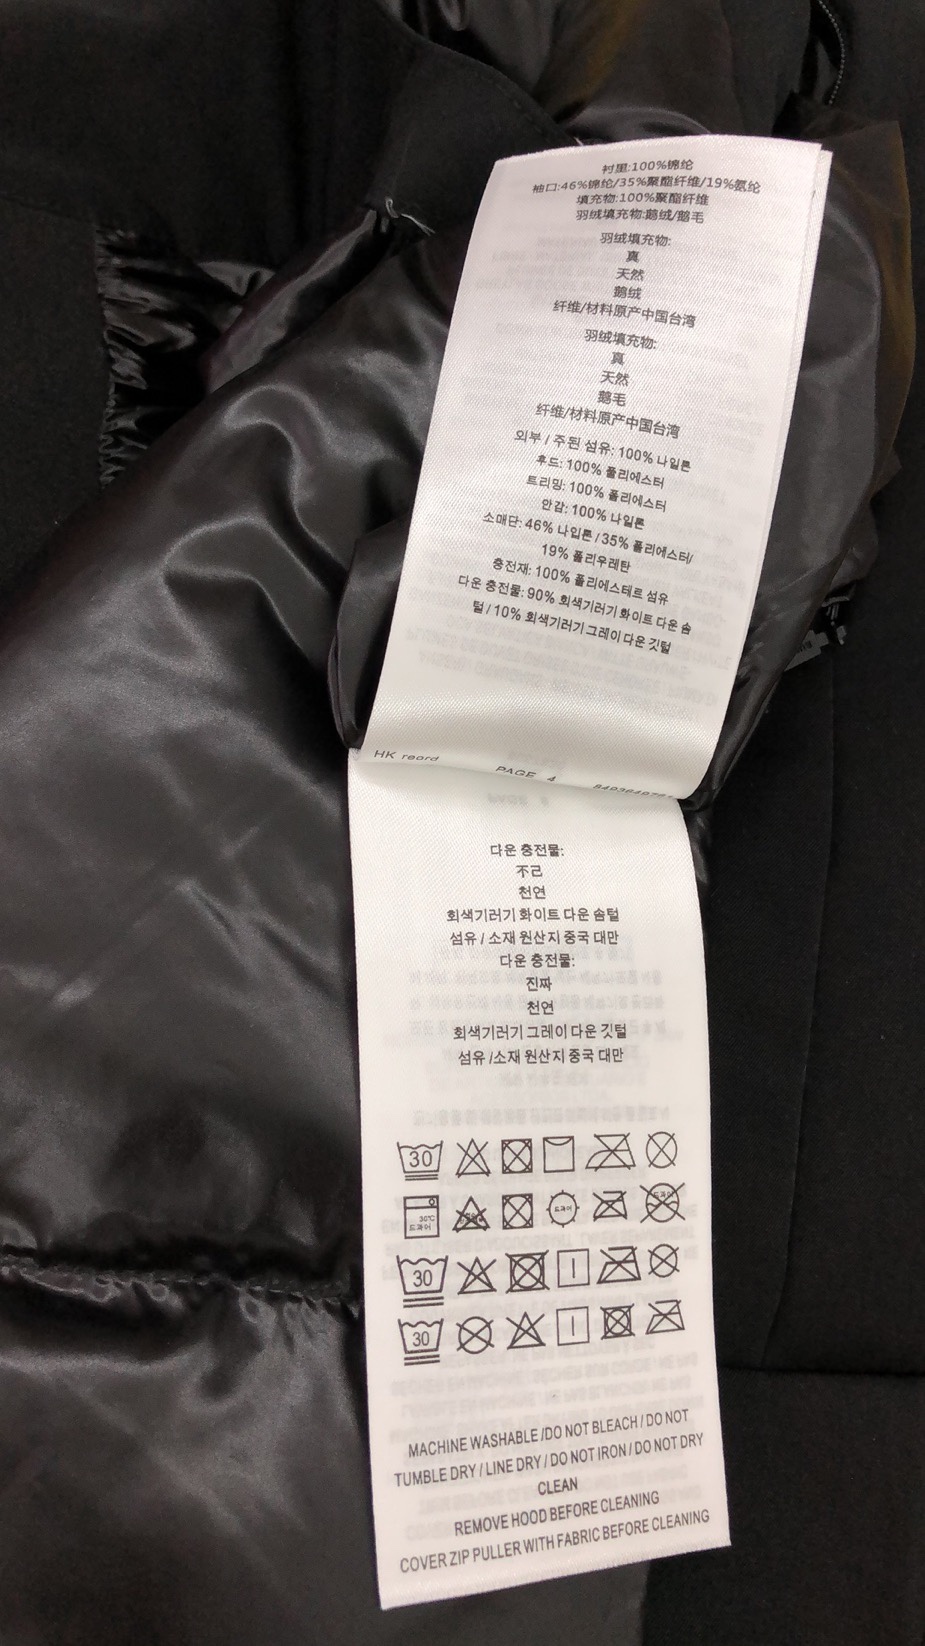 衬里:100%锦纶
袖口:46%锦纶/35%聚酯纤维/19%氨纶
填充物:100%聚酯纤维
羽绒填充物:鹅绒/鹅毛
羽绒填充物:
真
天然
鹅绒
纤维/材料原产中国台湾
羽绒填充物:
真
天然
鹅毛
纤维/材料原产中国台湾
외부 / 주된 섬유: 100% 나일론
후드: 100% 폴리에스터
트리밍: 100% 폴리에스터
안감: 100% 나일론
소매단: 46% 나일론 / 35% 폴리에스터/
19% 폴리우레탄
충전재: 100% 폴리에스테르 섬유
다운 충전물: 90% 회색기러기 화이트 다운 솜
털 / 10% 회색기러기 그레이 다운 깃털
HK reord PAGE 4
다운 충전물:
不리
천연
회색기러기 화이트 다운 솜털
섬유 / 소재 원산지 중국 대만
다운 충전물:
진짜
천연
회색기러기 그레이 다운 깃털
섬유 /소재 원산지 중국 대만
30
30℃
드과어 드과어 드과어
30
30
MACHINE WASHABLE /DO NOT BLEACH / DO NOT
TUMBLE DRY / LINE DRY / DO NOT IRON / DO NOT DRY
CLEAN
REMOVE HOOD BEFORE CLEANING
COVER ZIP PULLER WITH FABRIC BEFORE CLEANING